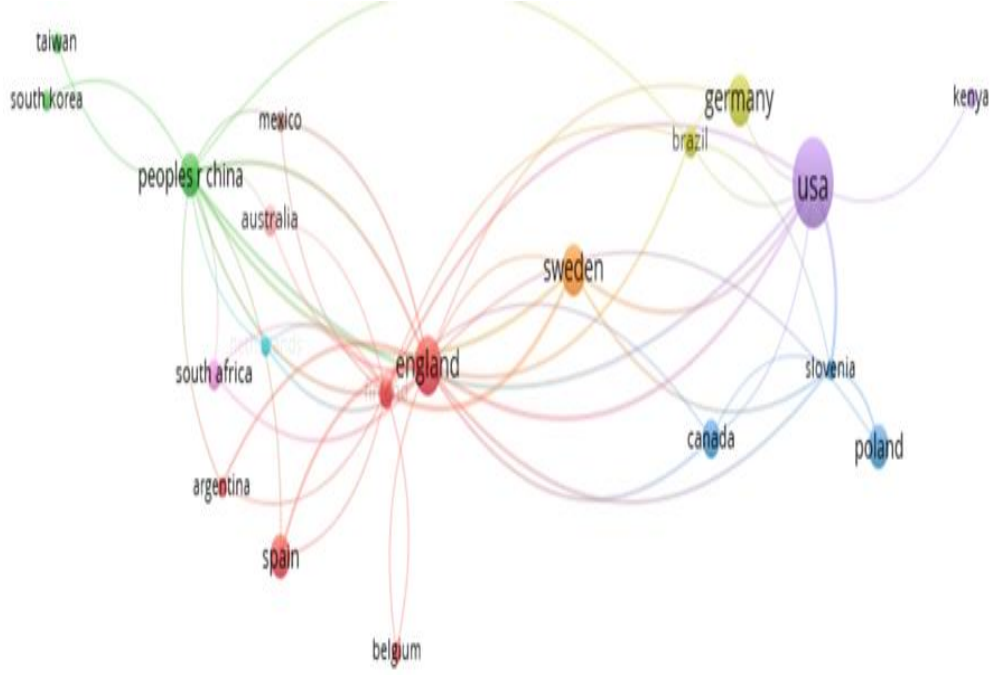 taiwan
south korea
mexico
peoples r china
australia
south africa
england
argentina
spain
belgium
sweden
germany
brazil
usa
kenya
slovenia
canada
poland